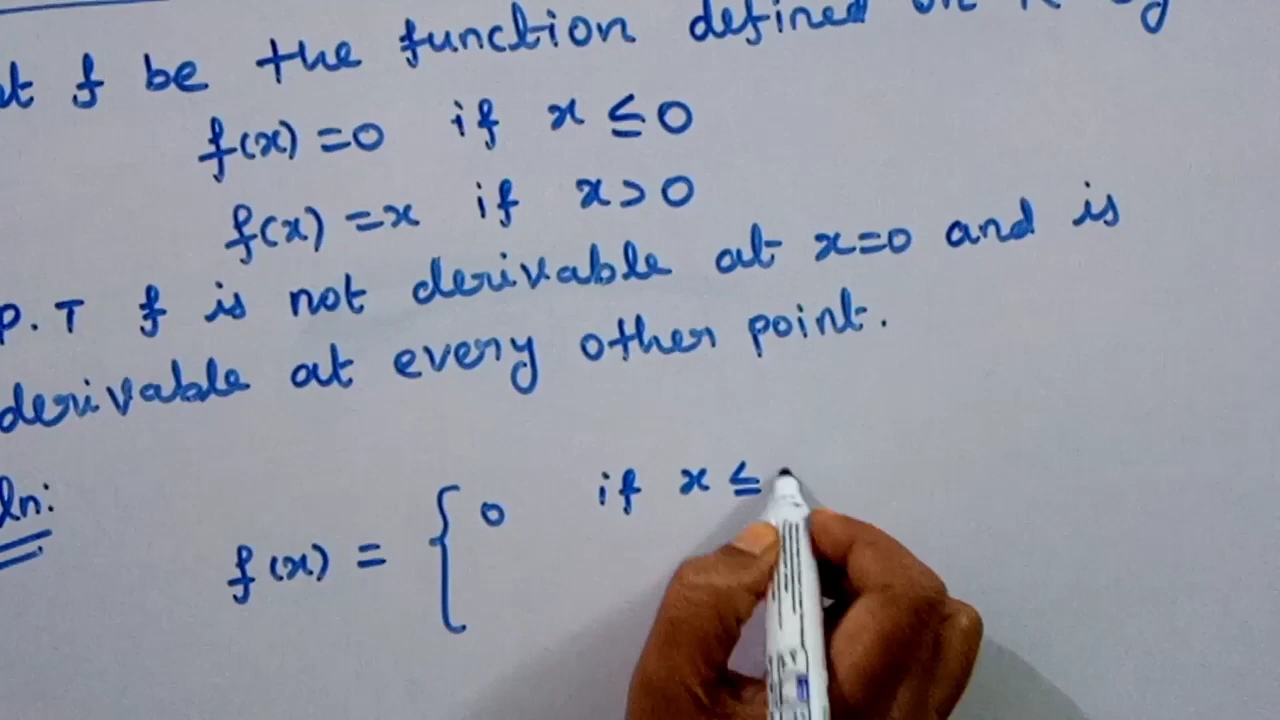 f be the function defined
f(x) = 0 if x ≤ 0
f(x) = x if x > 0
P.T f is not derivable at x=0 and is
derivable at every other point.
ln:
f(x) = { 0 if x ≤